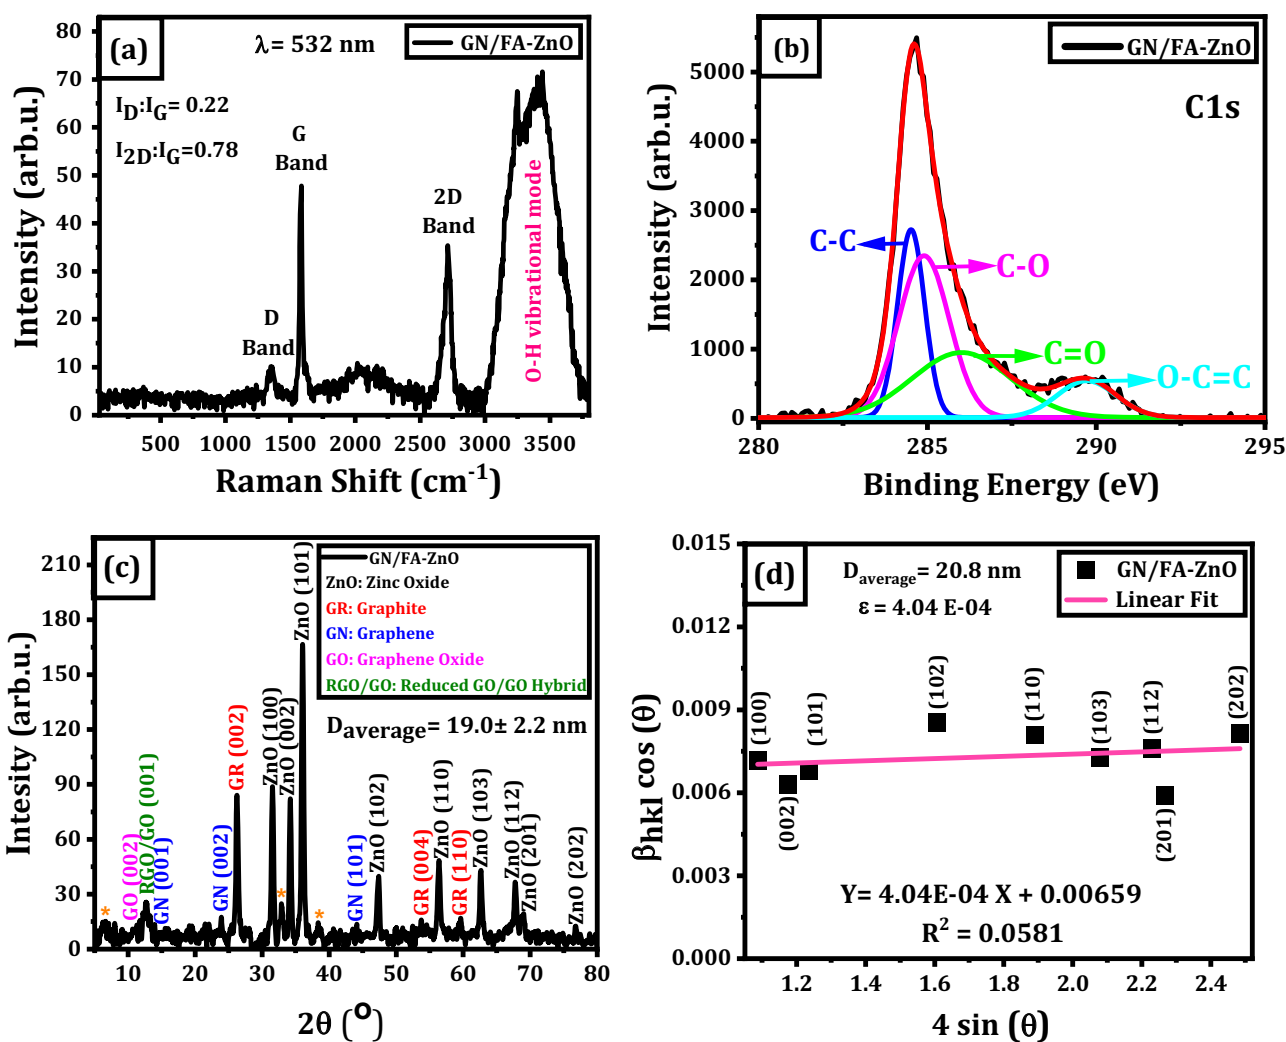 (a)
λ= 532 nm
GN/FA-ZnO
I_D:I_G= 0.22
I_2D:I_G=0.78
G
Band
2D
Band
D
Band
O-H vibrational mode
Intensity (arb.u.)
80
70
60
50
40
30
20
10
0
500 1000 1500 2000 2500 3000 3500
Raman Shift (cm⁻¹)
(b)
GN/FA-ZnO
C1s
C-C
C-O
C=O
O-C=C
Intensity (arb.u.)
5000
4000
3000
2000
1000
0
280 285 290 295
Binding Energy (eV)
(c)
GN/FA-ZnO
ZnO: Zinc Oxide
GR: Graphite
GN: Graphene
GO: Graphene Oxide
RGO/GO: Reduced GO/GO Hybrid
D_average= 19.0± 2.2 nm
*
GO (002)
RGO/GO (001)
GN (001)
GN (002)
GR (002)
ZnO (100)
*
ZnO (002)
ZnO (101)
*
GN (101)
ZnO (102)
GR (004)
ZnO (110)
GR (110)
ZnO (103)
ZnO (112)
ZnO (201)
ZnO (202)
Intesity (arb.u.)
210
180
150
120
90
60
30
0
10 20 30 40 50 60 70 80
2θ (°)
(d)
D_average= 20.8 nm
ε = 4.04 E-04
GN/FA-ZnO
Linear Fit
(100)
(002)
(101)
(102)
(110)
(103)
(112)
(201)
(202)
Y= 4.04E-04 X + 0.00659
R² = 0.0581
β_hkl cos (θ)
0.015
0.012
0.009
0.006
0.003
0.000
1.2 1.4 1.6 1.8 2.0 2.2 2.4
4 sin (θ)